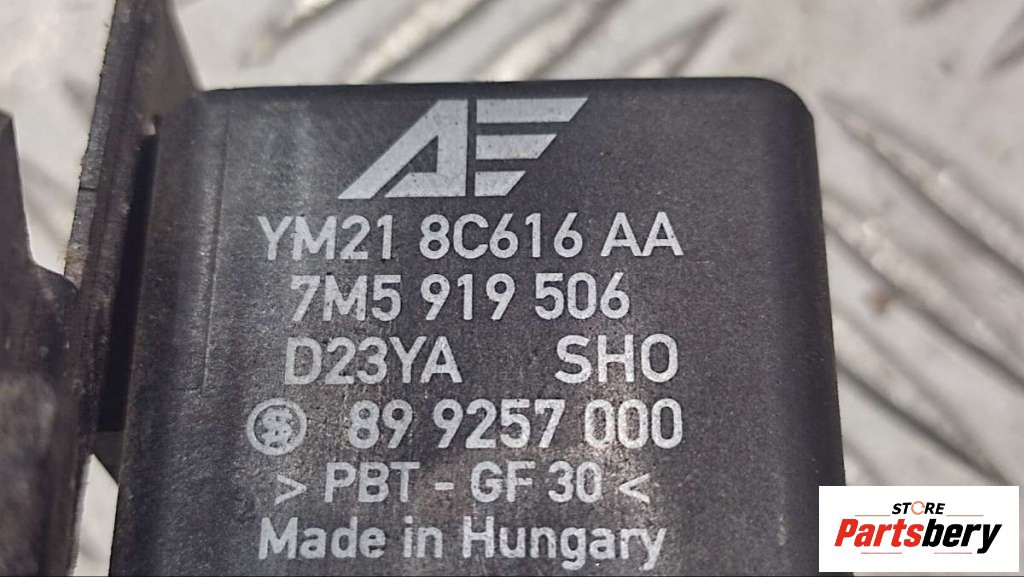 AE
YM21 8C616 AA
7M5 919 506
D23YA SHO
89 9257 000
> PBT - GF 30 <
Made in Hungary
STORE
Partsbery